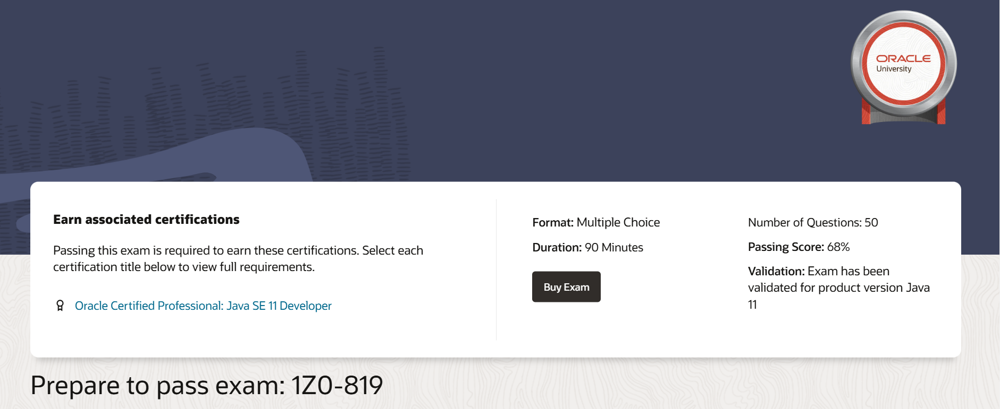 ORACLE
University
Earn associated certifications
Passing this exam is required to earn these certifications. Select each
certification title below to view full requirements.
Oracle Certified Professional: Java SE 11 Developer
Format: Multiple Choice
Duration: 90 Minutes
Buy Exam
Number of Questions: 50
Passing Score: 68%
Validation: Exam has been
validated for product version Java
11
Prepare to pass exam: 1Z0-819